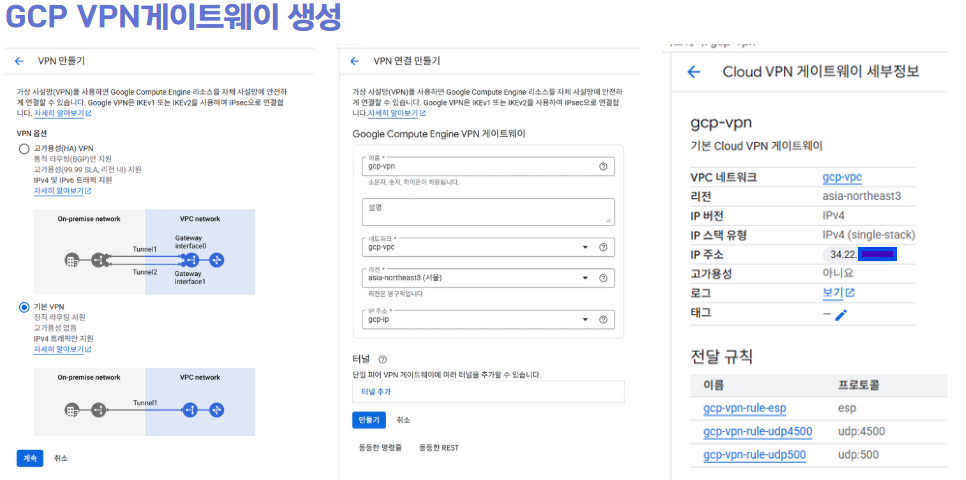 GCP VPN게이트웨이 생성
VPN 만들기
가상 사설망(VPN)을 사용하면 Google Compute Engine 리소스를 자체 사설망에 안전하
게 연결할 수 있습니다. Google VPN은 IKEv1 또는 IKEv2를 사용하여 IPsec으로 연결합
니다. 자세히 알아보기
VPN 옵션
고가용성(HA) VPN
동적 라우팅(BGP)만 지원
고가용성(99.99 SLA, 리전 내) 지원
IPv4 및 IPv6 트래픽 지원
자세히 알아보기
On-premise network
VPC network
Tunnel1
Gateway
interface0
Tunnel2
Gateway
interface1
기본 VPN
정적 라우팅 지원
고가용성 없음
IPv4 트래픽만 지원
자세히 알아보기
On-premise network
VPC network
Tunnel1
계속
취소
VPN 연결 만들기
가상 사설망(VPN)을 사용하면 Google Compute Engine 리소스를 자체 사설망에 안전하
게 연결할 수 있습니다. Google VPN은 IKEv1 또는 IKEv2를 사용하여 IPsec으로 연결합
니다.자세히 알아보기
Google Compute Engine VPN 게이트웨이
이름 *
gcp-vpn
소문자, 숫자, 하이픈이 허용됩니다.
설명
네트워크 *
gcp-vpc
리전 *
asia-northeast3 (서울)
리전은 영구적입니다.
IP 주소 *
gcp-ip
터널
단일 피어 VPN 게이트웨이에 여러 터널을 추가할 수 있습니다.
터널 추가
만들기
취소
동등한 명령줄
동등한 REST
Cloud VPN 게이트웨이 세부정보
gcp-vpn
기본 Cloud VPN 게이트웨이
VPC 네트워크 gcp-vpc
리전 asia-northeast3
IP 버전 IPv4
IP 스택 유형 IPv4 (single-stack)
IP 주소 34.22.
고가용성 아니요
로그 보기
태그 –
전달 규칙
이름 프로토콜
gcp-vpn-rule-esp esp
gcp-vpn-rule-udp4500 udp:4500
gcp-vpn-rule-udp500 udp:500